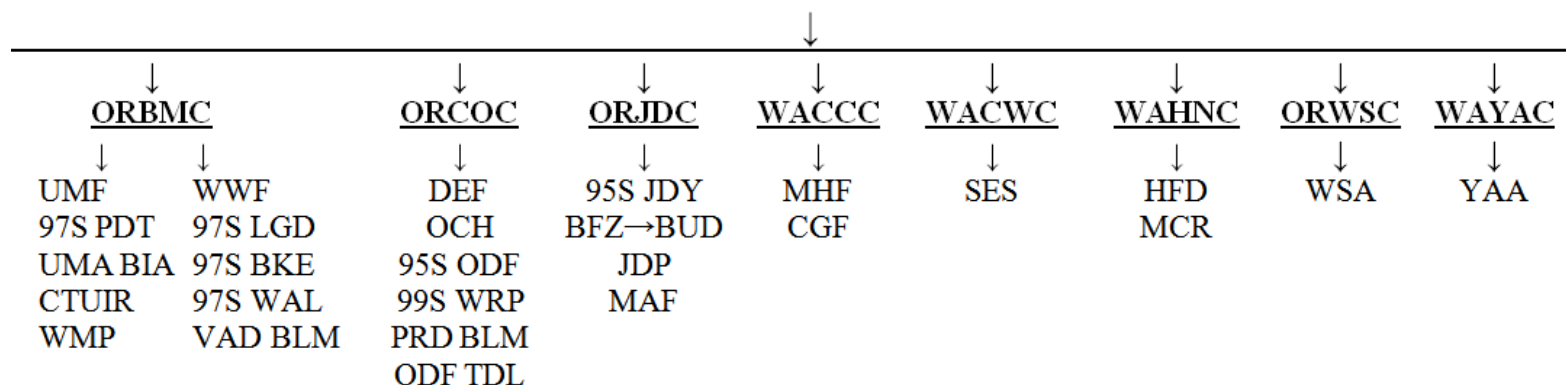 ORBMC ORCOC ORJDC WACCC WACWC WAHNC ORWSC WAYAC
UMF WWF DEF 95S JDY MHF SES HFD WSA YAA
97S PDT 97S LGD OCH BFZ→BUD CGF MCR
UMA BIA 97S BKE 95S ODF JDP
CTUIR 97S WAL 99S WRP MAF
WMP VAD BLM PRD BLM
ODF TDL